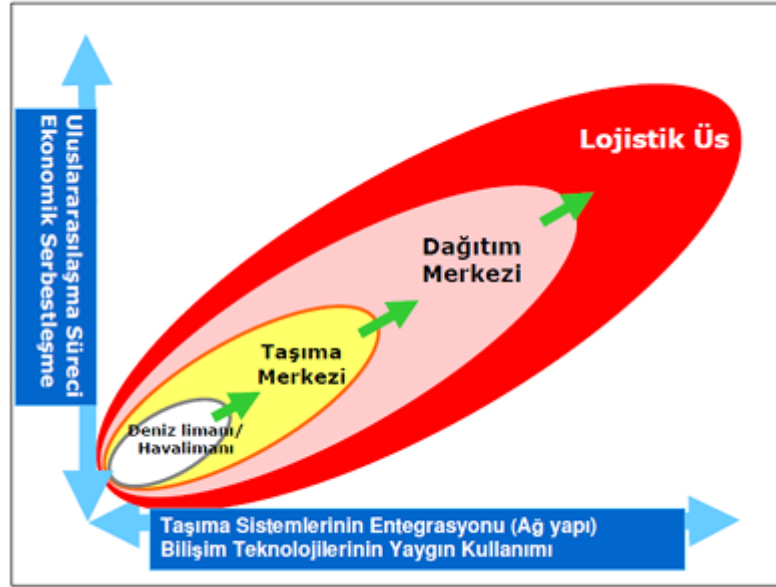 Uluslararasılaşma Süreci
Ekonomik Serbestleşme
Lojistik Üs
Dağıtım
Merkezi
Taşıma
Merkezi
Deniz limanı/
Havalimanı
Taşıma Sistemlerinin Entegrasyonu (Ağ yapı)
Bilişim Teknolojilerinin Yaygın Kullanımı